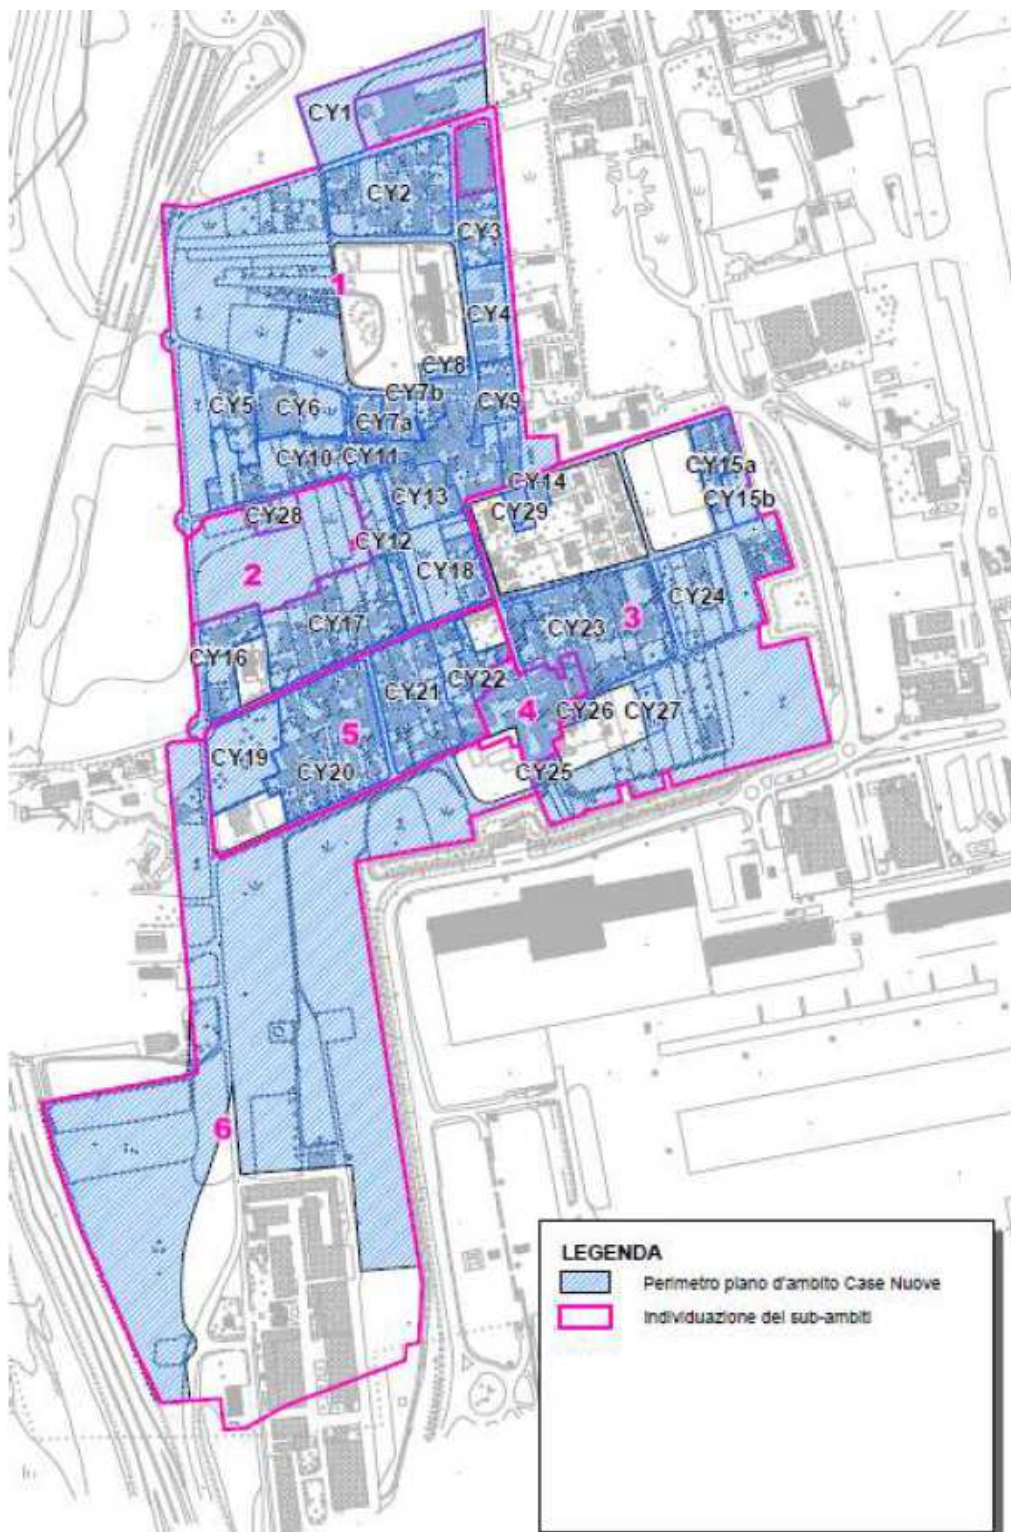 CY1
CY2
CY3
1
CY4
CY8
CY7b
CY5
CY6
CY9
CY7a
CY10
CY11
CY15a
CY14
CY15b
CY28
CY13
CY29
CY12
2
CY18
CY24
CY17
CY23
3
CY16
CY22
CY21
4
CY26
CY27
5
CY19
CY20
CY25
6
LEGENDA
Perimetro piano d'ambito Case Nuove
Individuazione dei sub-ambiti